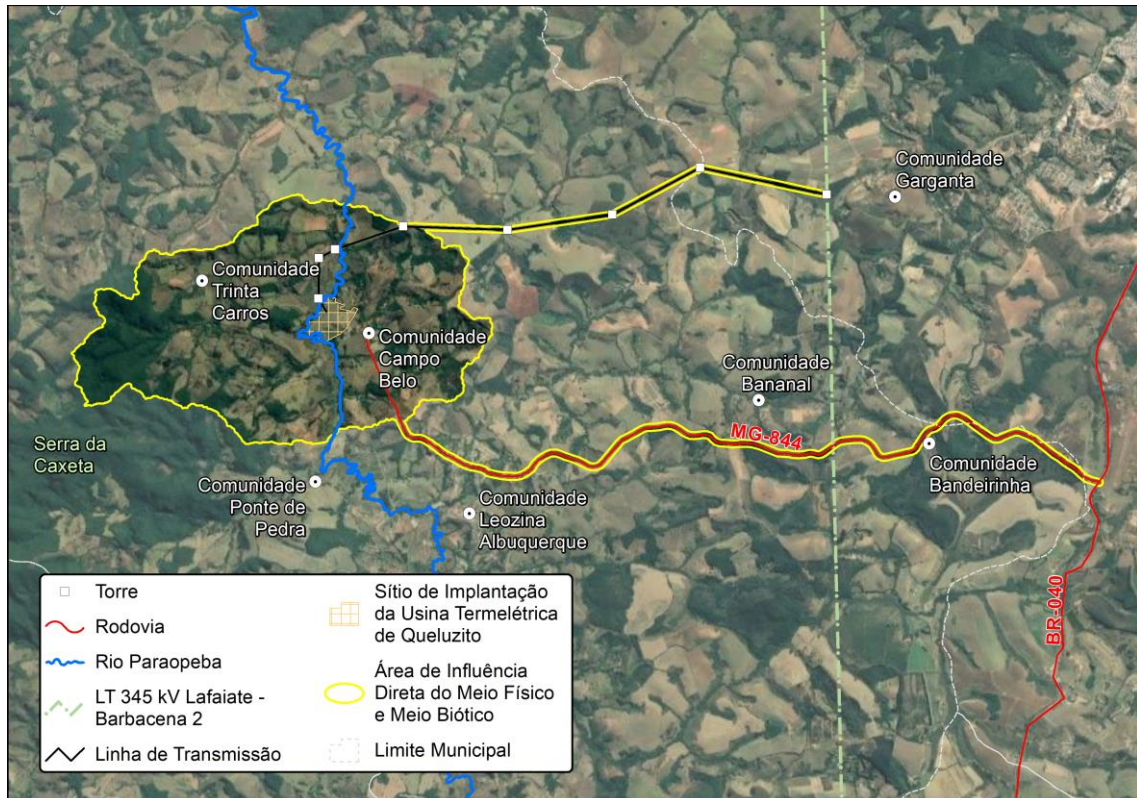 Comunidade
Garganta
Comunidade
Trinta
Carros
Comunidade
Campo
Belo
Comunidade
Bananal
MG-844
Serra da
Caxeta
Comunidade
Bandeirinha
Comunidade
Ponte de
Pedra
Comunidade
Leozina
Albuquerque
BR-040
Torre
Rodovia
Rio Paraopeba
LT 345 kV Lafaiate -
Barbacena 2
Linha de Transmissão
Sítio de Implantação
da Usina Termelétrica
de Queluzito
Área de Influência
Direta do Meio Físico
e Meio Biótico
Limite Municipal